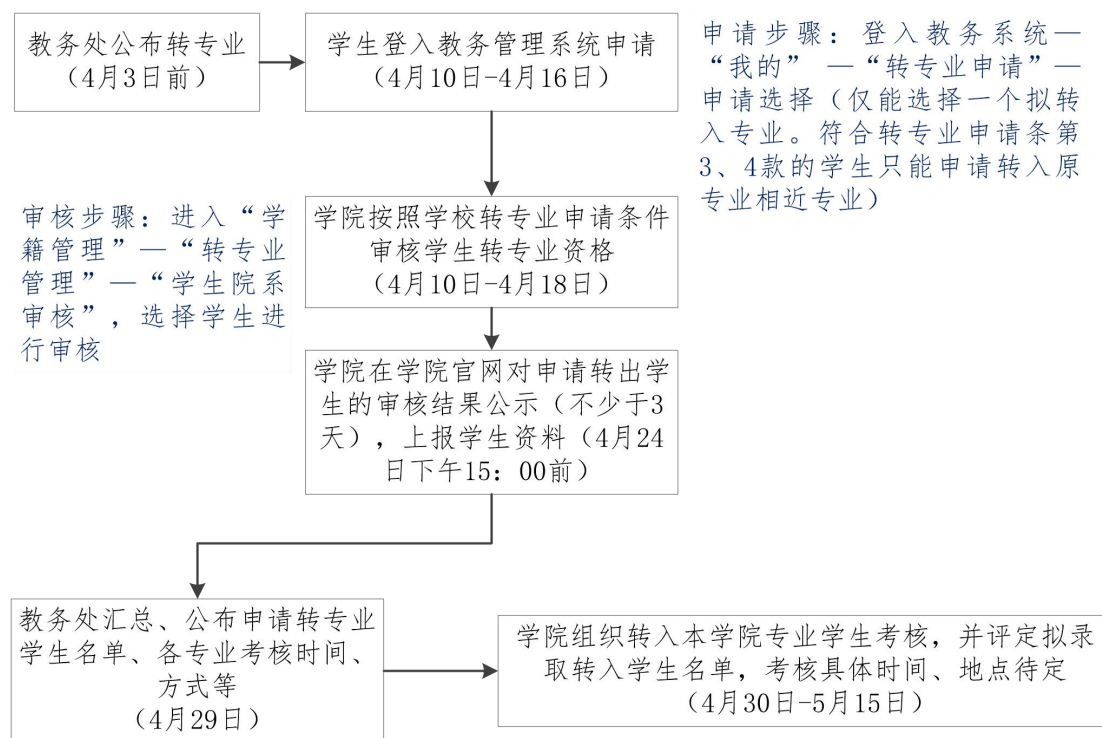 教务处公布转专业
（4月3日前）
学生登入教务管理系统申请
（4月10日-4月16日）
申请步骤：登入教务系统—
“我的” —“转专业申请”—
申请选择（仅能选择一个拟转
入专业。符合转专业申请条第
3、4款的学生只能申请转入原
专业相近专业）
审核步骤：进入“学
籍管理”—“转专业
管理”—“学生院系
审核”，选择学生进
行审核
学院按照学校转专业申请条件
审核学生转专业资格
（4月10日-4月18日）
学院在学院官网对申请转出学
生的审核结果公示（不少于3
天），上报学生资料（4月24
日下午15：00前）
教务处汇总、公布申请转专业
学生名单、各专业考核时间、
方式等
（4月29日）
学院组织转入本学院专业学生考核，并评定拟录
取转入学生名单，考核具体时间、地点待定
（4月30日-5月15日）